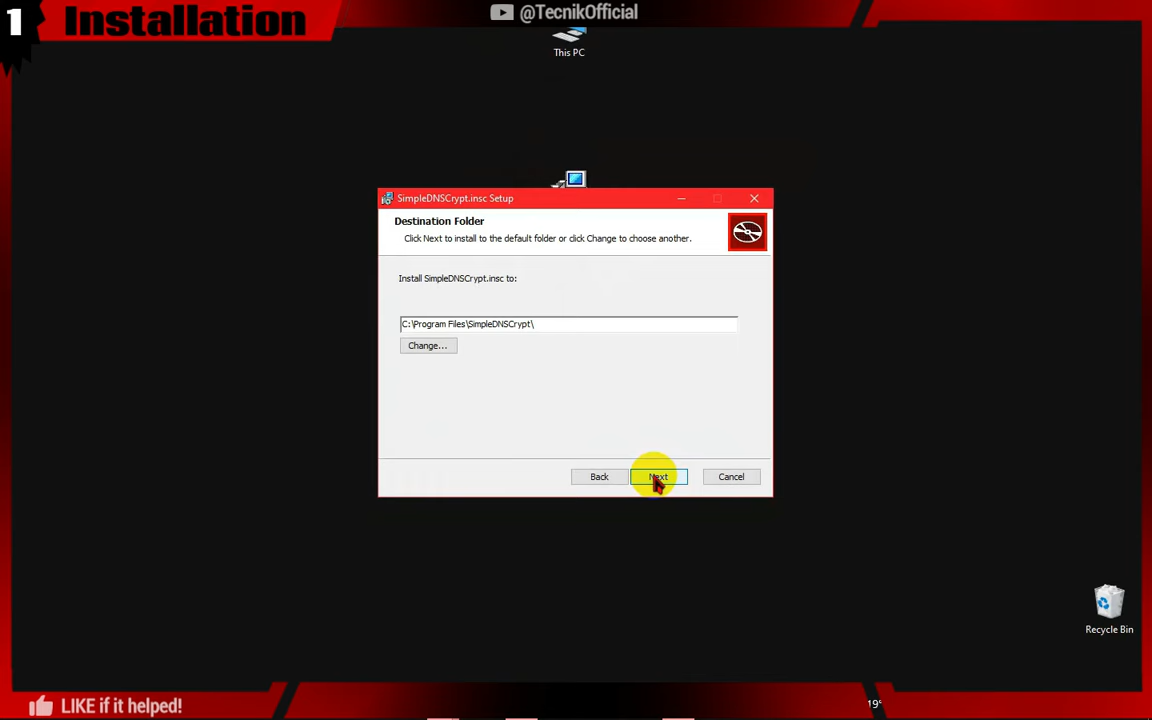 1 Installation
@TecnikOfficial
This PC
SimpleDNSCrypt.insc Setup
Destination Folder
Click Next to install to the default folder or click Change to choose another.
Install SimpleDNSCrypt.insc to:
C:\Program Files\SimpleDNSCrypt\
Change...
Back Next Cancel
Recycle Bin
LIKE if it helped!
19°